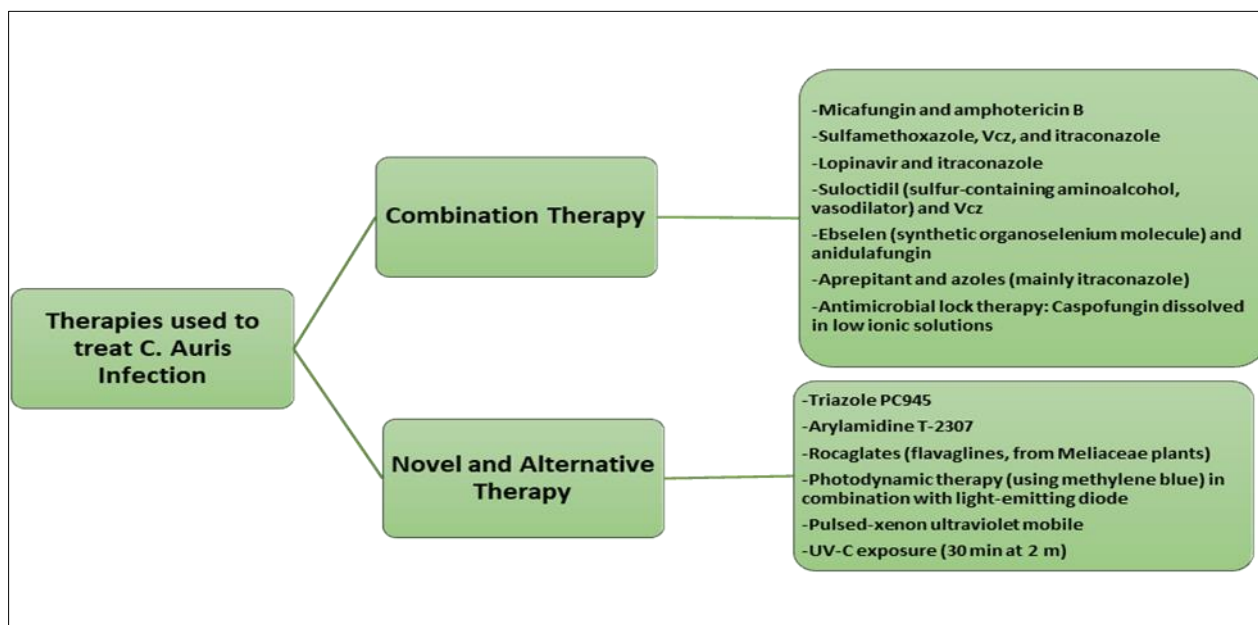 Therapies used to
treat C. Auris
Infection
Combination Therapy
-Micafungin and amphotericin B
-Sulfamethoxazole, Vcz, and itraconazole
-Lopinavir and itraconazole
-Suloctidil (sulfur-containing aminoalcohol,
vasodilator) and Vcz
-Ebselen (synthetic organoselenium molecule) and
anidulafungin
-Aprepitant and azoles (mainly itraconazole)
-Antimicrobial lock therapy: Caspofungin dissolved
in low ionic solutions
Novel and Alternative
Therapy
-Triazole PC945
-Arylamidine T-2307
-Rocaglates (flavaglines, from Meliaceae plants)
-Photodynamic therapy (using methylene blue) in
combination with light-emitting diode
-Pulsed-xenon ultraviolet mobile
-UV-C exposure (30 min at 2 m)